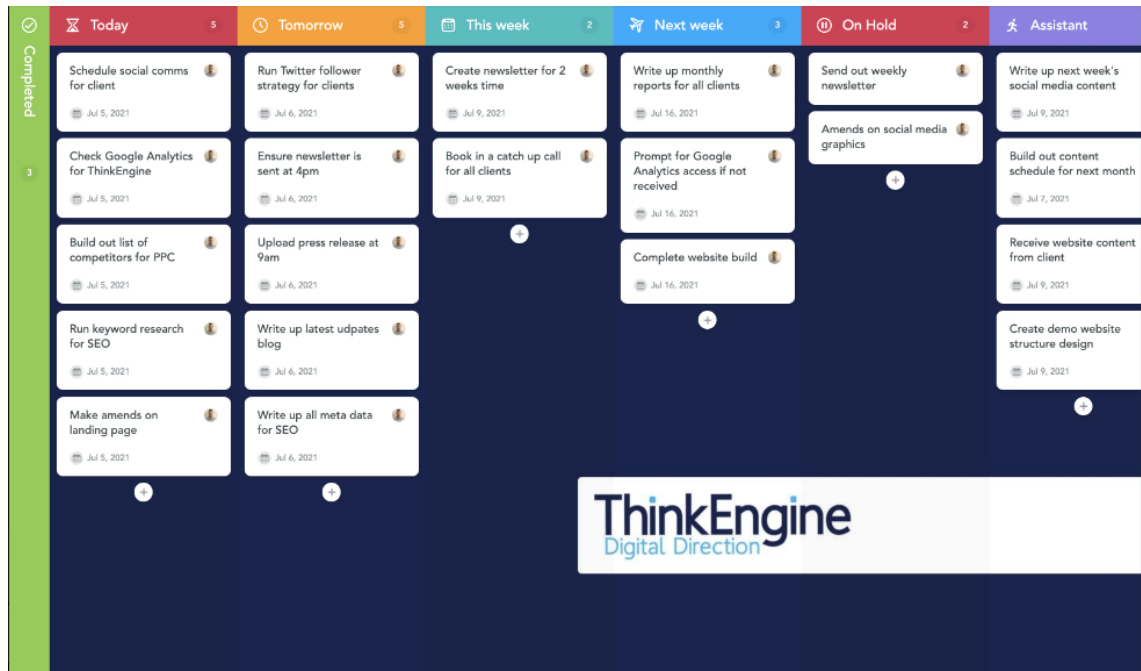 Completed
3
Today 5
Schedule social comms
for client
Jul 5, 2021
Check Google Analytics
for ThinkEngine
Jul 5, 2021
Build out list of
competitors for PPC
Jul 5, 2021
Run keyword research
for SEO
Jul 5, 2021
Make amends on
landing page
Jul 5, 2021
Tomorrow 5
Run Twitter follower
strategy for clients
Jul 6, 2021
Ensure newsletter is
sent at 4pm
Jul 6, 2021
Upload press release at
9am
Jul 6, 2021
Write up latest udpates
blog
Jul 6, 2021
Write up all meta data
for SEO
Jul 6, 2021
This week 2
Create newsletter for 2
weeks time
Jul 9, 2021
Book in a catch up call
for all clients
Jul 9, 2021
Next week 3
Write up monthly
reports for all clients
Jul 16, 2021
Prompt for Google
Analytics access if not
received
Jul 16, 2021
Complete website build
Jul 16, 2021
On Hold 2
Send out weekly
newsletter
Amends on social media
graphics
Assistant
Write up next week's
social media content
Jul 9, 2021
Build out content
schedule for next month
Jul 7, 2021
Receive website content
from client
Jul 9, 2021
Create demo website
structure design
Jul 9, 2021
ThinkEngine
Digital Direction